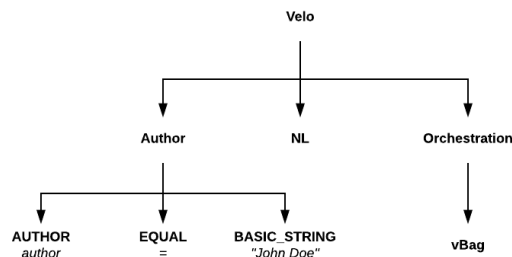 Velo
Author NL Orchestration
AUTHOR EQUAL BASIC_STRING vBag
author = "John Doe"